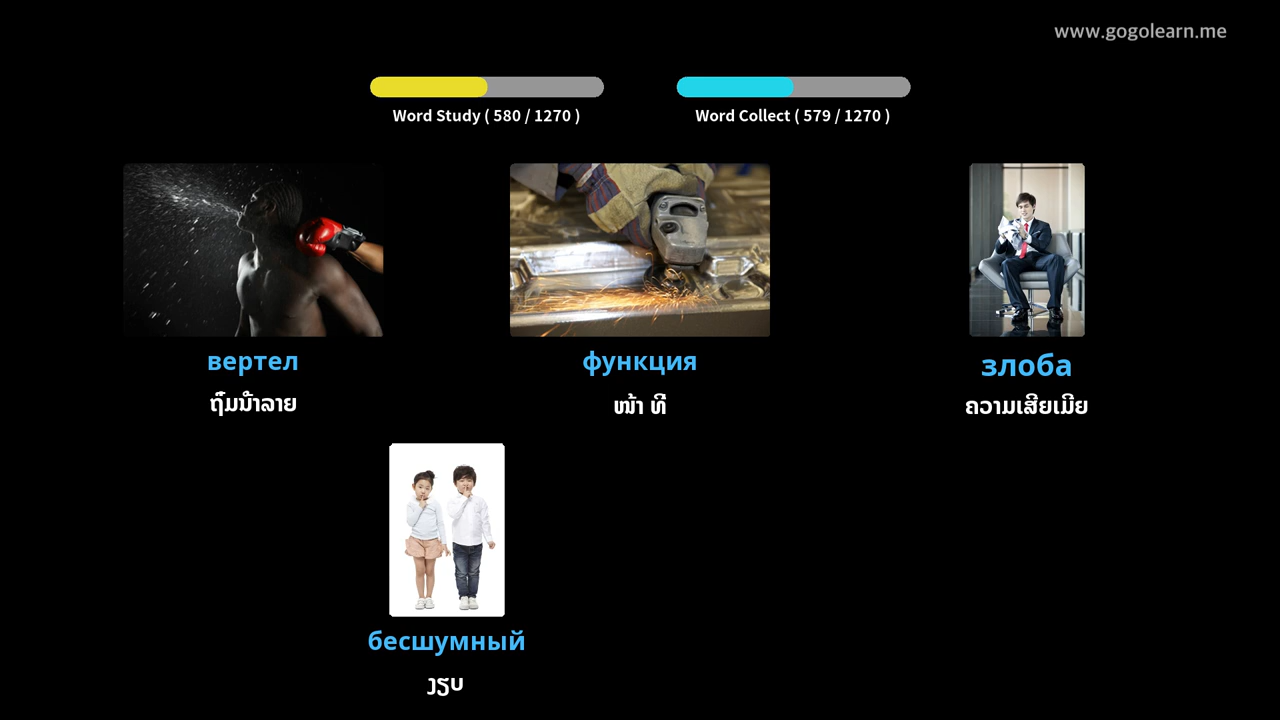 www.gogolearn.me
Word Study ( 580 / 1270 )
Word Collect ( 579 / 1270 )
вертел
функция
злоба
ຖົ່ມນ້ຳລາຍ
ໜ້າ ທີ່
ຄວາມເສີຍເມີຍ
бесшумный
ງຽບ